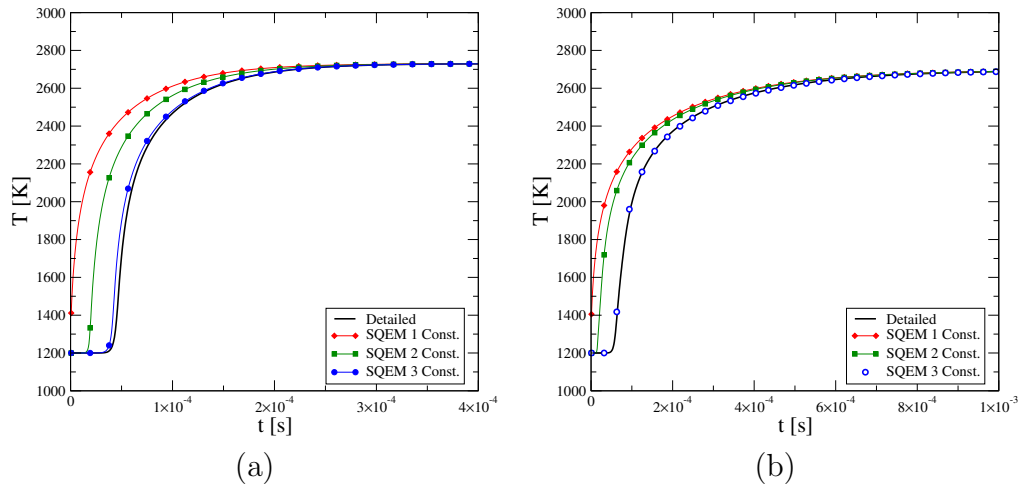 3000
2800
2600
2400
2200
2000
1800
1600
1400
1200
1000
T [K]
0
1×10⁻⁴
2×10⁻⁴
3×10⁻⁴
4×10⁻⁴
t [s]
Detailed
SQEM 1 Const.
SQEM 2 Const.
SQEM 3 Const.
(a)
3000
2800
2600
2400
2200
2000
1800
1600
1400
1200
1000
T [K]
0
2×10⁻⁴
4×10⁻⁴
6×10⁻⁴
8×10⁻⁴
1×10⁻³
t [s]
Detailed
SQEM 1 Const.
SQEM 2 Const.
SQEM 3 Const.
(b)